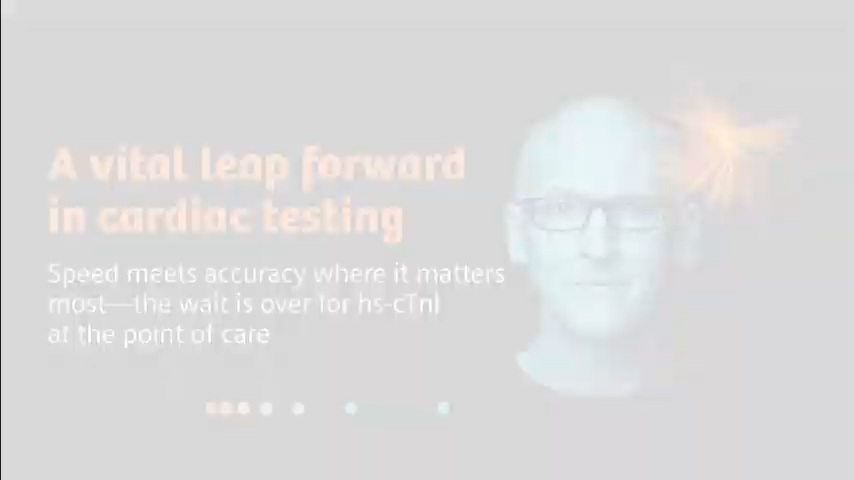 A vital leap forward
in cardiac testing
Speed meets accuracy where it matters
most—the wait is over for hs-cTnI
at the point of care